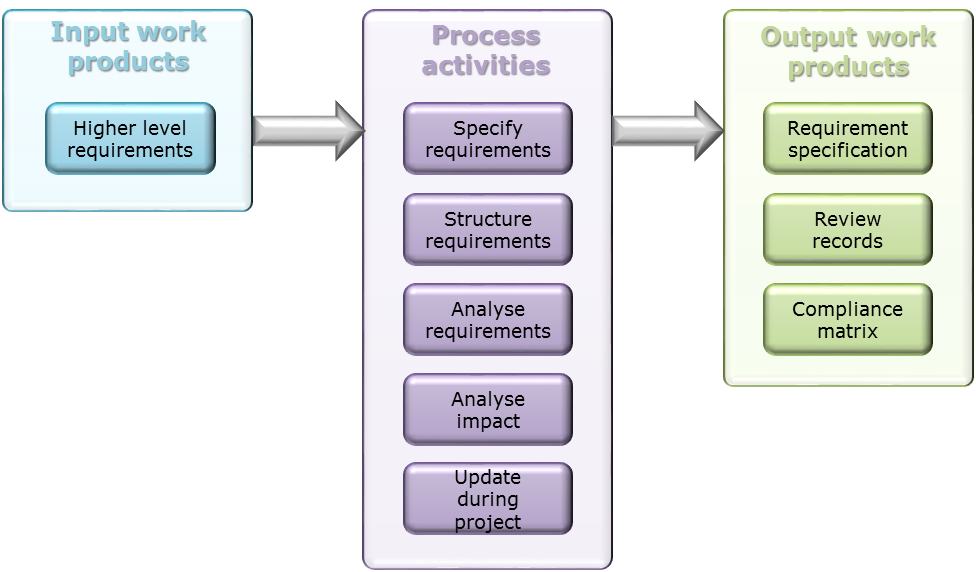 Input work
products
Higher level
requirements
Process
activities
Specify
requirements
Structure
requirements
Analyse
requirements
Analyse
impact
Update
during
project
Output work
products
Requirement
specification
Review
records
Compliance
matrix